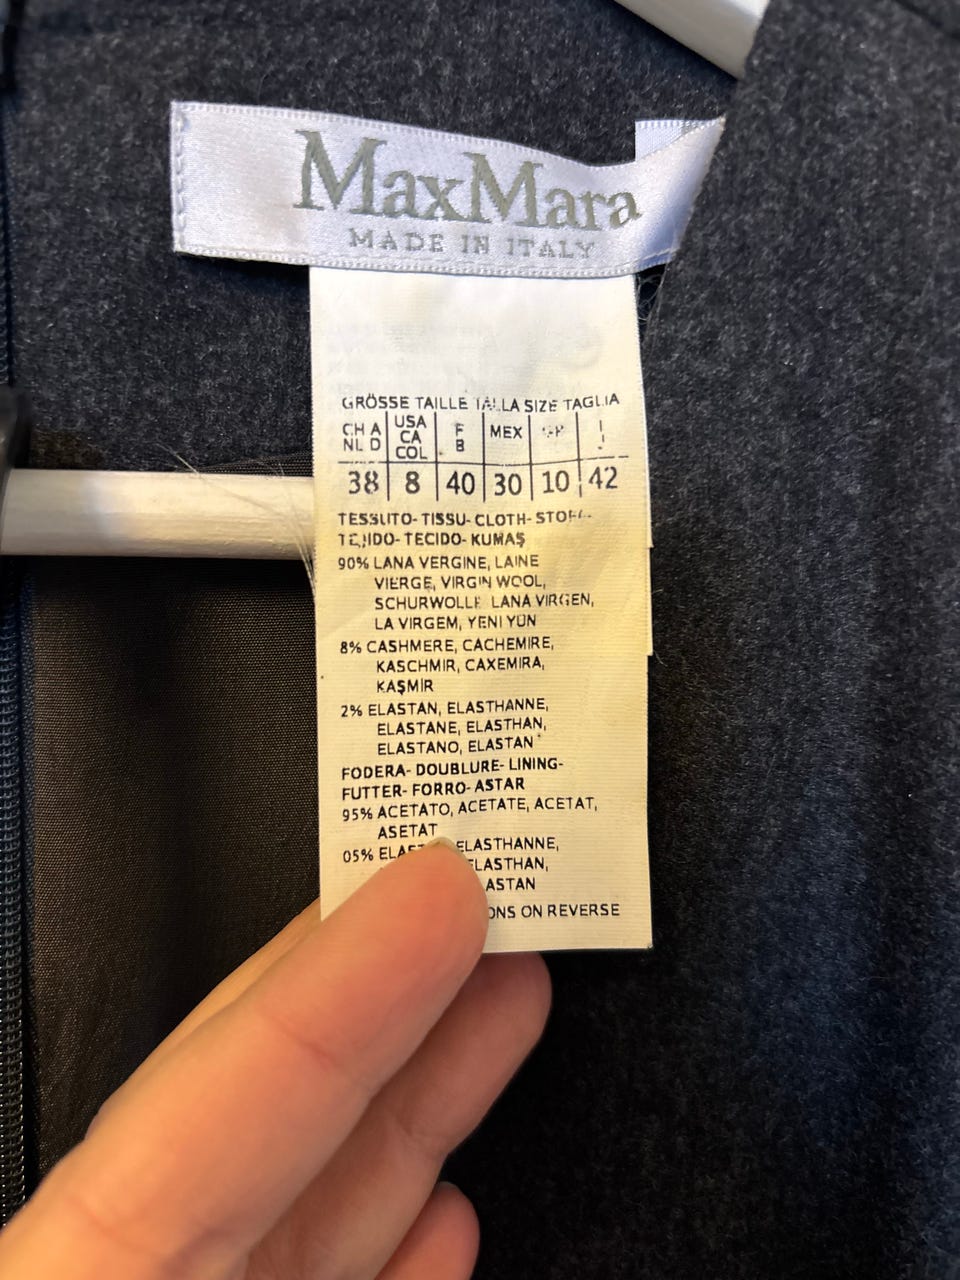 MaxMara
MADE IN ITALY
GRÖSSE TAILLE TALLA SIZE TAGLIA
CH A USA F MEX I
NL D CA B
COL
38 8 40 30 10 42
TESSUTO- TISSU- CLOTH- STOFF-
TEJIDO- TECIDO- KUMAŞ
90% LANA VERGINE, LAINE
VIERGE, VIRGIN WOOL,
SCHURWOLLE LANA VIRGEN,
LA VIRGEM, YENI YÜN
8% CASHMERE, CACHEMIRE,
KASCHMIR, CAXEMIRA,
KAŞMIR
2% ELASTAN, ELASTHANNE,
ELASTANE, ELASTHAN,
ELASTANO, ELASTAN
FODERA- DOUBLURE- LINING-
FUTTER- FORRO- ASTAR
95% ACETATO, ACETATE, ACETAT,
ASETAT
05% ELASTHANNE,
ELASTHAN,
ASTAN
ONS ON REVERSE